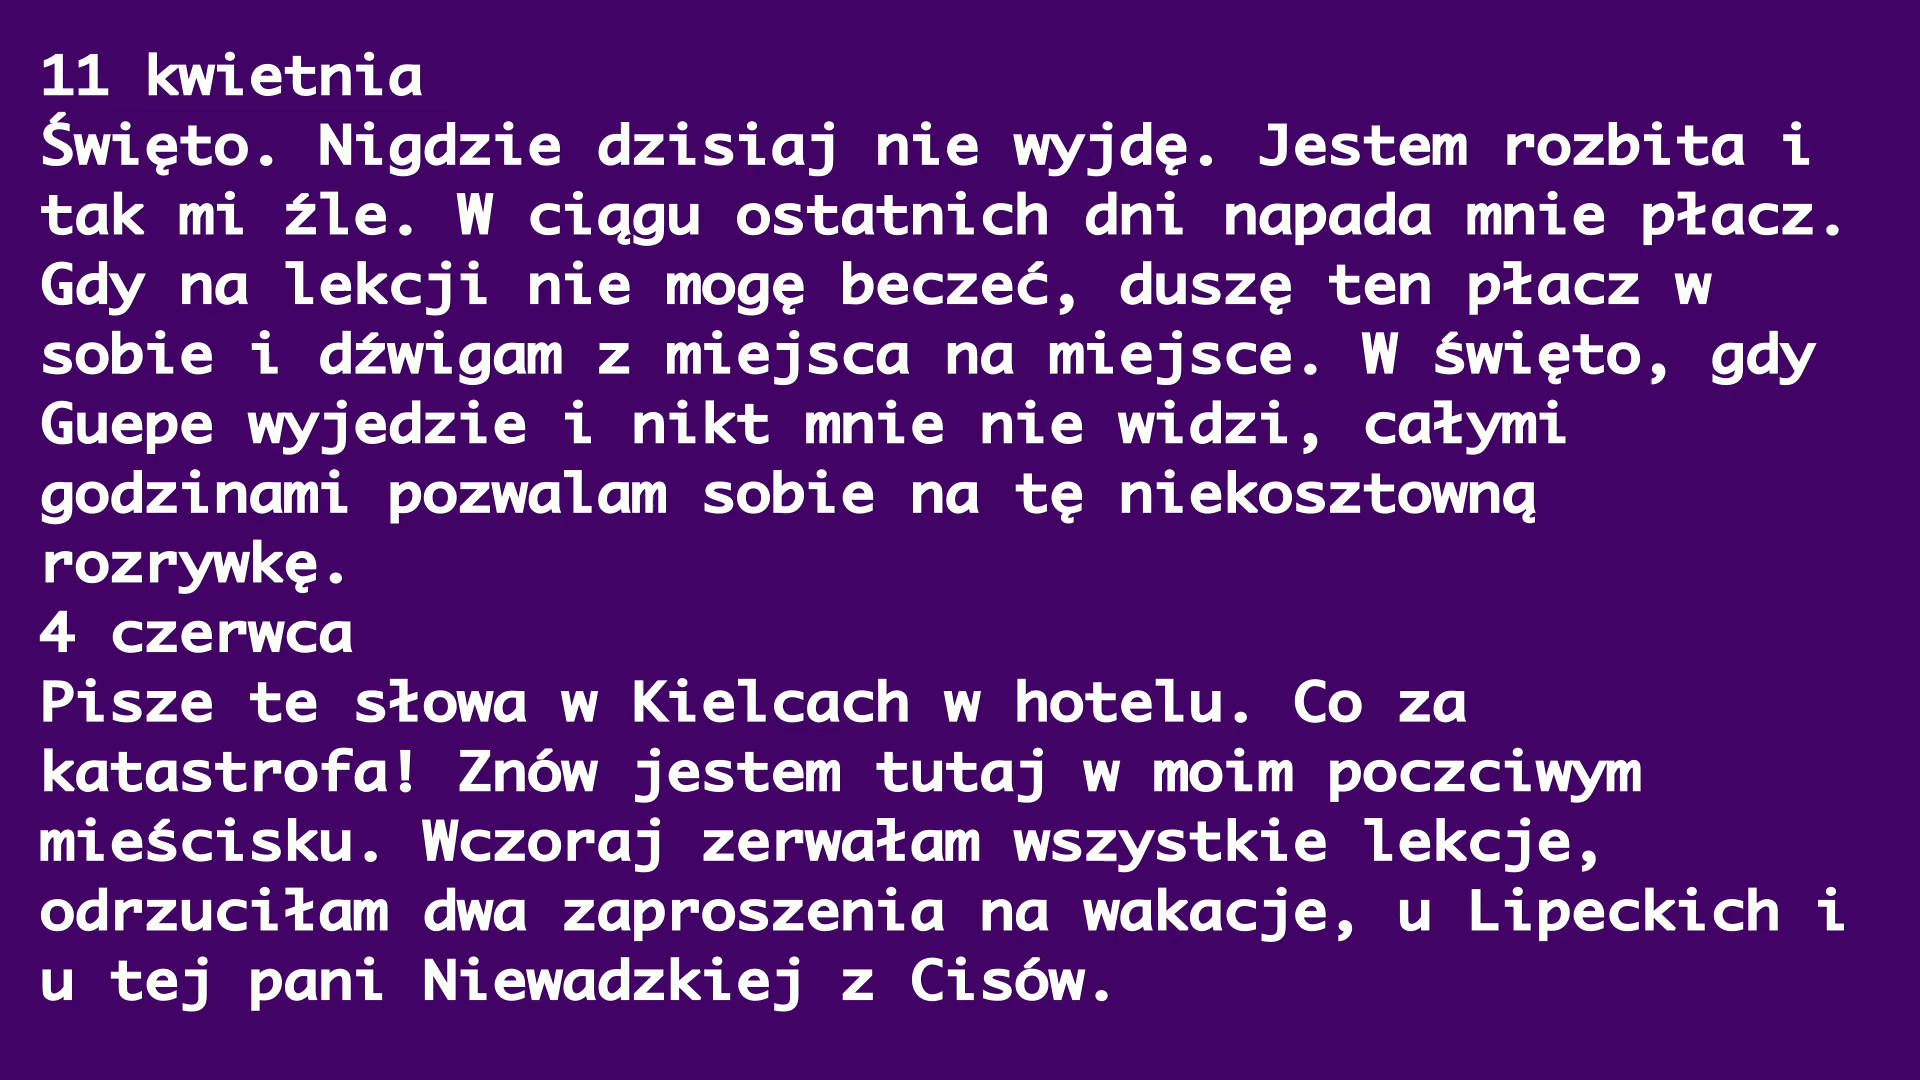 11 kwietnia
Święto. Nigdzie dzisiaj nie wyjdę. Jestem rozbita i
tak mi źle. W ciągu ostatnich dni napada mnie płacz.
Gdy na lekcji nie mogę beczeć, duszę ten płacz w
sobie i dźwigam z miejsca na miejsce. W święto, gdy
Guepe wyjedzie i nikt mnie nie widzi, całymi
godzinami pozwalam sobie na tę niekosztowną
rozrywkę.
4 czerwca
Pisze te słowa w Kielcach w hotelu. Co za
katastrofa! Znów jestem tutaj w moim poczciwym
mieścisku. Wczoraj zerwałam wszystkie lekcje,
odrzuciłam dwa zaproszenia na wakacje, u Lipeckich i
u tej pani Niewadzkiej z Cisów.